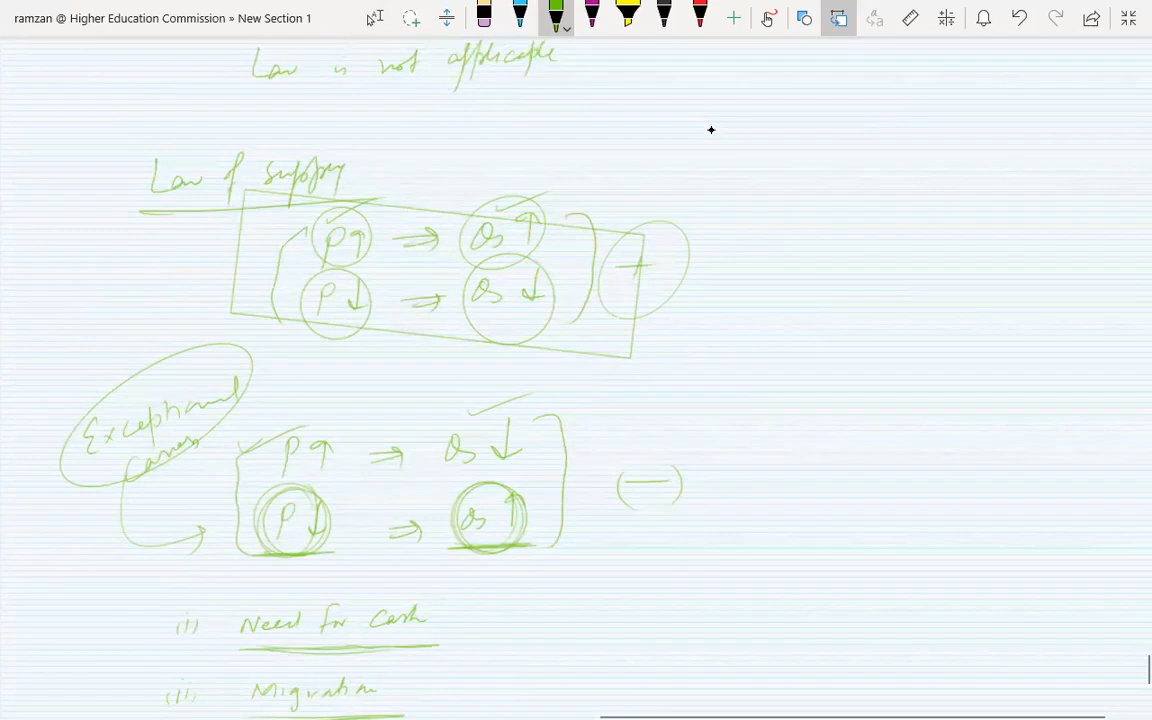 ramzan @ Higher Education Commission » New Section 1
Law is not applicable
Law of supply
P↑ ⇒ Qs ↑
+
P↓ ⇒ Qs ↓
Exceptional
cases
P↑ ⇒ Qs ↓
(—)
P↓ ⇒ Qs ↑
(i) Need for Cash
(ii) Migration